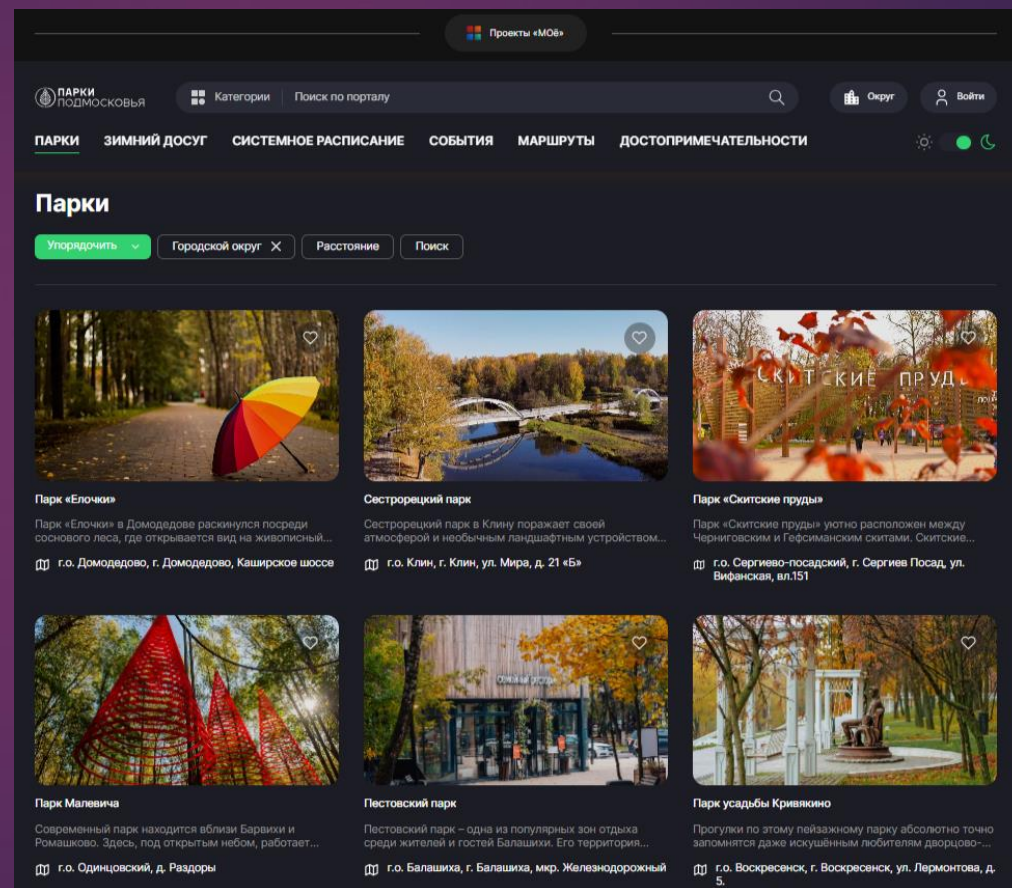 Проекты «МОё»
ПАРКИ
ПОДМОСКОВЬЯ
Категории
Поиск по порталу
Округ
Войти
ПАРКИ
ЗИМНИЙ ДОСУГ
СИСТЕМНОЕ РАСПИСАНИЕ
СОБЫТИЯ
МАРШРУТЫ
ДОСТОПРИМЕЧАТЕЛЬНОСТИ
Парки
Упорядочить
Городской округ
Расстояние
Поиск
СКИТСКИЕ ПРУДЫ
Парк «Елочки»
Парк «Елочки» в Домодедове раскинулся посреди
соснового леса, где открывается вид на живописный...
г.о. Домодедово, г. Домодедово, Каширское шоссе
Сестрорецкий парк
Сестрорецкий парк в Клину поражает своей
атмосферой и необычным ландшафтным устройством...
г.о. Клин, г. Клин, ул. Мира, д. 21 «Б»
Парк «Скитские пруды»
Парк «Скитские пруды» уютно расположен между
Черниговским и Гефсиманским скитами. Скитские...
г.о. Сергиево-посадский, г. Сергиев Посад, ул.
Вифанская, вл.151
Парк Малевича
Современный парк находится вблизи Барвихи и
Ромашково. Здесь, под открытым небом, работает...
г.о. Одинцовский, д. Раздоры
Пестовский парк
Пестовский парк – одна из популярных зон отдыха
среди жителей и гостей Балашихи. Его территория...
г.о. Балашиха, г. Балашиха, мкр. Железнодорожный
Парк усадьбы Кривякино
Прогулки по этому пейзажному парку абсолютно точно
запомнятся даже искушённым любителям дворцово-...
г.о. Воскресенск, г. Воскресенск, ул. Лермонтова, д.
5.